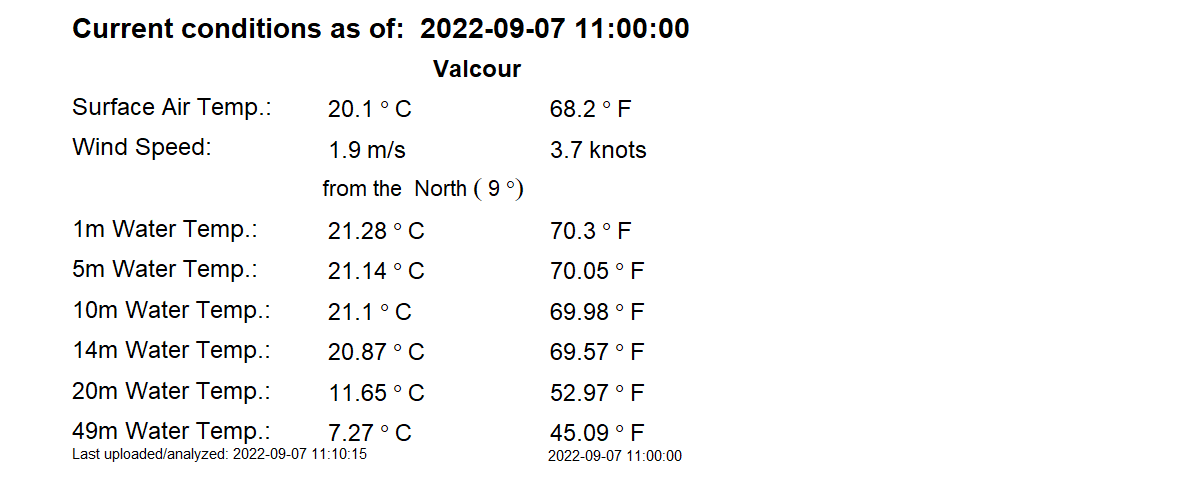 Current conditions as of: 2022-09-07 11:00:00
Valcour
Surface Air Temp.: 20.1 ° C 68.2 ° F
Wind Speed: 1.9 m/s 3.7 knots
from the North ( 9 °)
1m Water Temp.: 21.28 ° C 70.3 ° F
5m Water Temp.: 21.14 ° C 70.05 ° F
10m Water Temp.: 21.1 ° C 69.98 ° F
14m Water Temp.: 20.87 ° C 69.57 ° F
20m Water Temp.: 11.65 ° C 52.97 ° F
49m Water Temp.: 7.27 ° C 45.09 ° F
Last uploaded/analyzed: 2022-09-07 11:10:15 2022-09-07 11:00:00